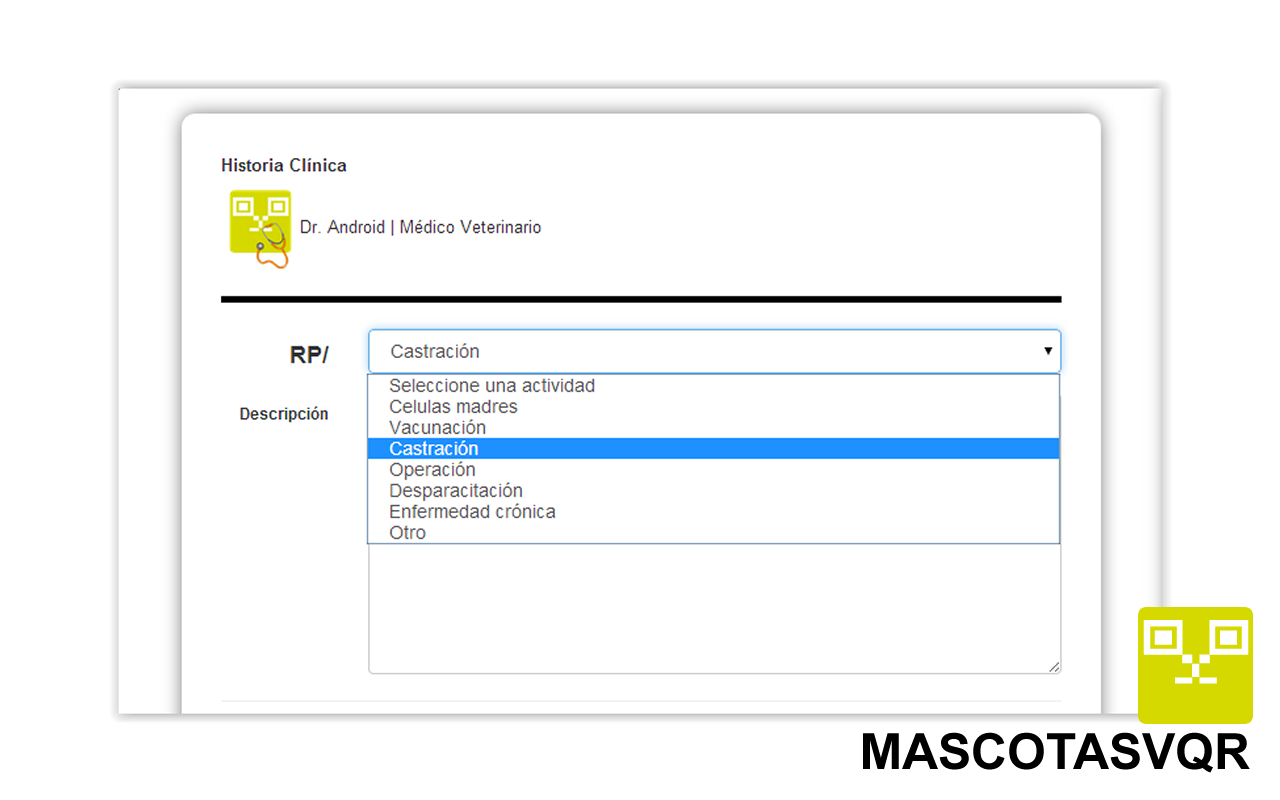 Historia Clínica
Dr. Android | Médico Veterinario
RP/
Castración
Seleccione una actividad
Celulas madres
Vacunación
Castración
Operación
Desparacitación
Enfermedad crónica
Otro
Descripción
MASCOTASVQR